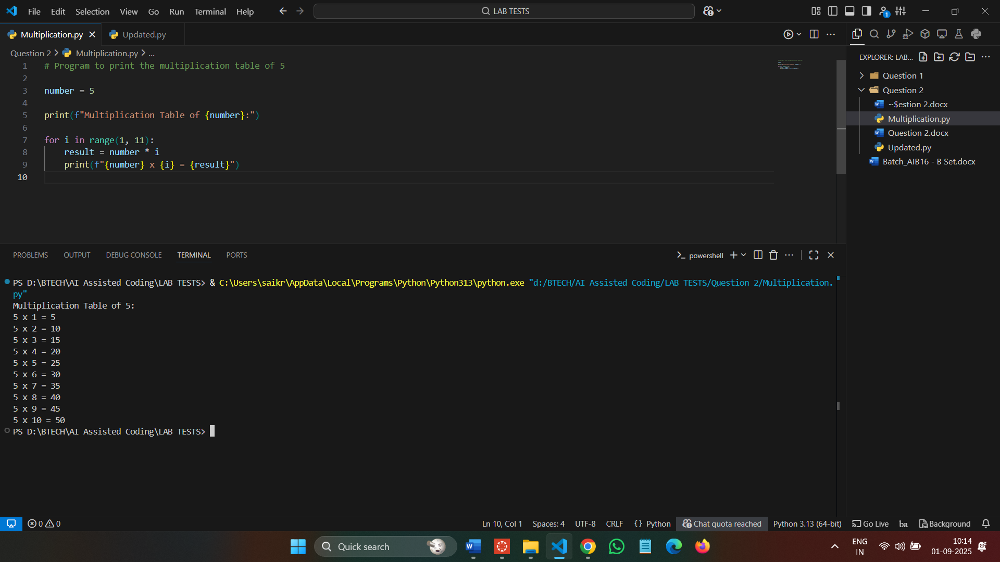 File Edit Selection View Go Run Terminal Help
LAB TESTS
1
Multiplication.py
Updated.py
Question 2 > Multiplication.py > ...
1 # Program to print the multiplication table of 5
2
3 number = 5
4
5 print(f"Multiplication Table of {number}:")
6
7 for i in range(1, 11):
8 result = number * i
9 print(f"{number} x {i} = {result}")
10
EXPLORER: LAB...
Question 1
Question 2
~$estion 2.docx
Multiplication.py
Question 2.docx
Updated.py
Batch_AIB16 - B Set.docx
PROBLEMS OUTPUT DEBUG CONSOLE TERMINAL PORTS
powershell
PS D:\BTECH\AI Assisted Coding\LAB TESTS> & C:\Users\saikr\AppData\Local\Programs\Python\Python313\python.exe "d:/BTECH/AI Assisted Coding/LAB TESTS/Question 2/Multiplication.
py"
Multiplication Table of 5:
5 x 1 = 5
5 x 2 = 10
5 x 3 = 15
5 x 4 = 20
5 x 5 = 25
5 x 6 = 30
5 x 7 = 35
5 x 8 = 40
5 x 9 = 45
5 x 10 = 50
PS D:\BTECH\AI Assisted Coding\LAB TESTS>
0 0
Ln 10, Col 1 Spaces: 4 UTF-8 CRLF {} Python Chat quota reached Python 3.13 (64-bit) Go Live ba Background
Quick search
ENG
IN
10:14
01-09-2025